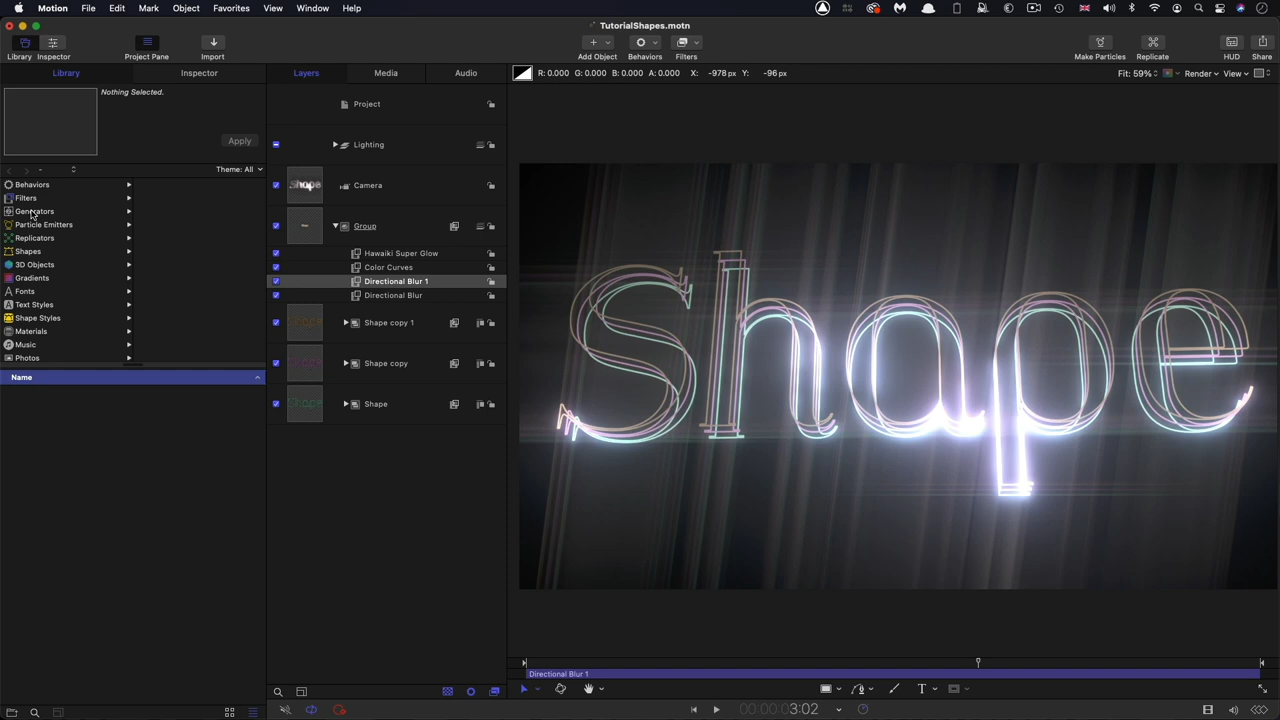 Motion File Edit Mark Object Favorites View Window Help
TutorialShapes.motn
Library Inspector Project Pane Import Add Object Behaviors Filters Make Particles Replicate HUD Share
Library Inspector Layers Media Audio R: 0.000 G: 0.000 B: 0.000 A: 0.000 X: -978 px Y: -96 px Fit: 59% Render View
Nothing Selected.
Apply
Theme: All
Behaviors
Filters
Generators
Particle Emitters
Replicators
Shapes
3D Objects
Gradients
Fonts
Text Styles
Shape Styles
Materials
Music
Photos
Name
Project
Lighting
Camera
Group
Hawaiki Super Glow
Color Curves
Directional Blur 1
Directional Blur
Shape copy 1
Shape copy
Shape
Shape
Directional Blur 1
T
00:00:03:02